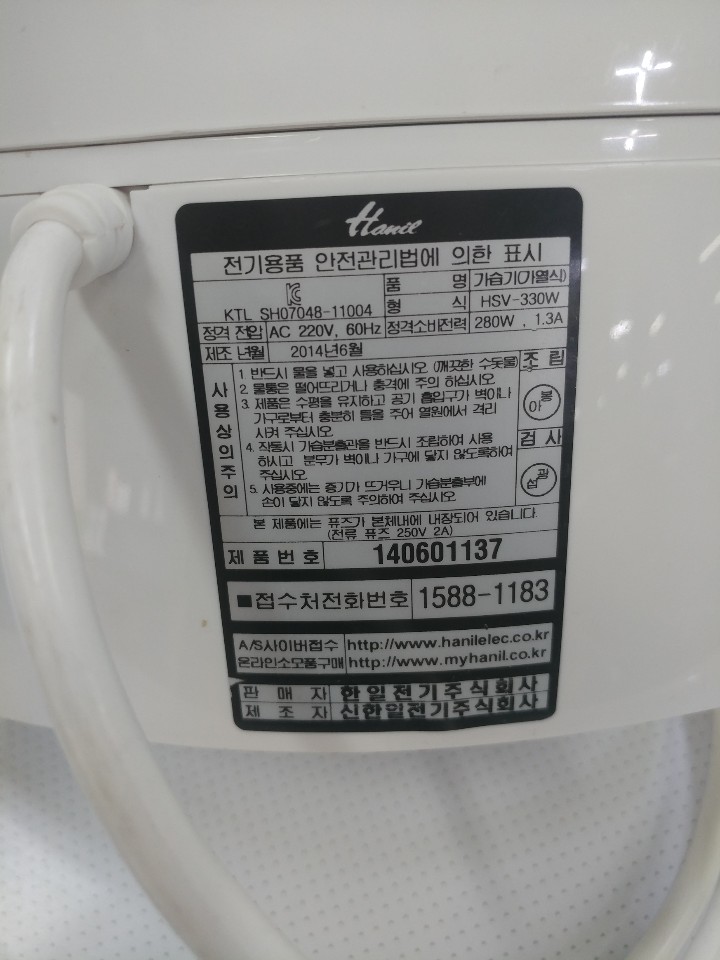 Hanil
전기용품 안전관리법에 의한 표시
KTL SH07048-11004
품 명 가습기(가열식)
형 식 HSV-330W
정격 전압 AC 220V, 60Hz 정격소비전력 280W , 1.3A
제조 년월 2014년6월
사용상의주의
1. 반드시 물을 넣고 사용하십시오. (깨끗한 수돗물)
2. 물통은 떨어뜨리거나 충격에 주의 하십시오.
3. 제품은 수평을 유지하고 공기 흡입구가 벽이나
가구로부터 충분히 틈을 주어 열원에서 격리
시켜 주십시오.
4. 작동시 가습분출관을 반드시 조립하여 사용
하시고 분무가 벽이나 가구에 닿지 않도록하여
주십시오.
5. 사용중에는 증기가 뜨거우니 가습분출부에
손이 닿지 않도록 주의하여 주십시오.
조 립
봉
아
검 사
광
섭
본 제품에는 퓨즈가 본체내에 내장되어 있습니다.
(전류 퓨즈 250V 2A)
제 품 번 호 140601137
■접수처전화번호 1588-1183
A/S사이버접수 http://www.hanilelec.co.kr
온라인소모품구매 http://www.myhanil.co.kr
판 매 자 한일전기주식회사
제 조 자 신한일전기주식회사